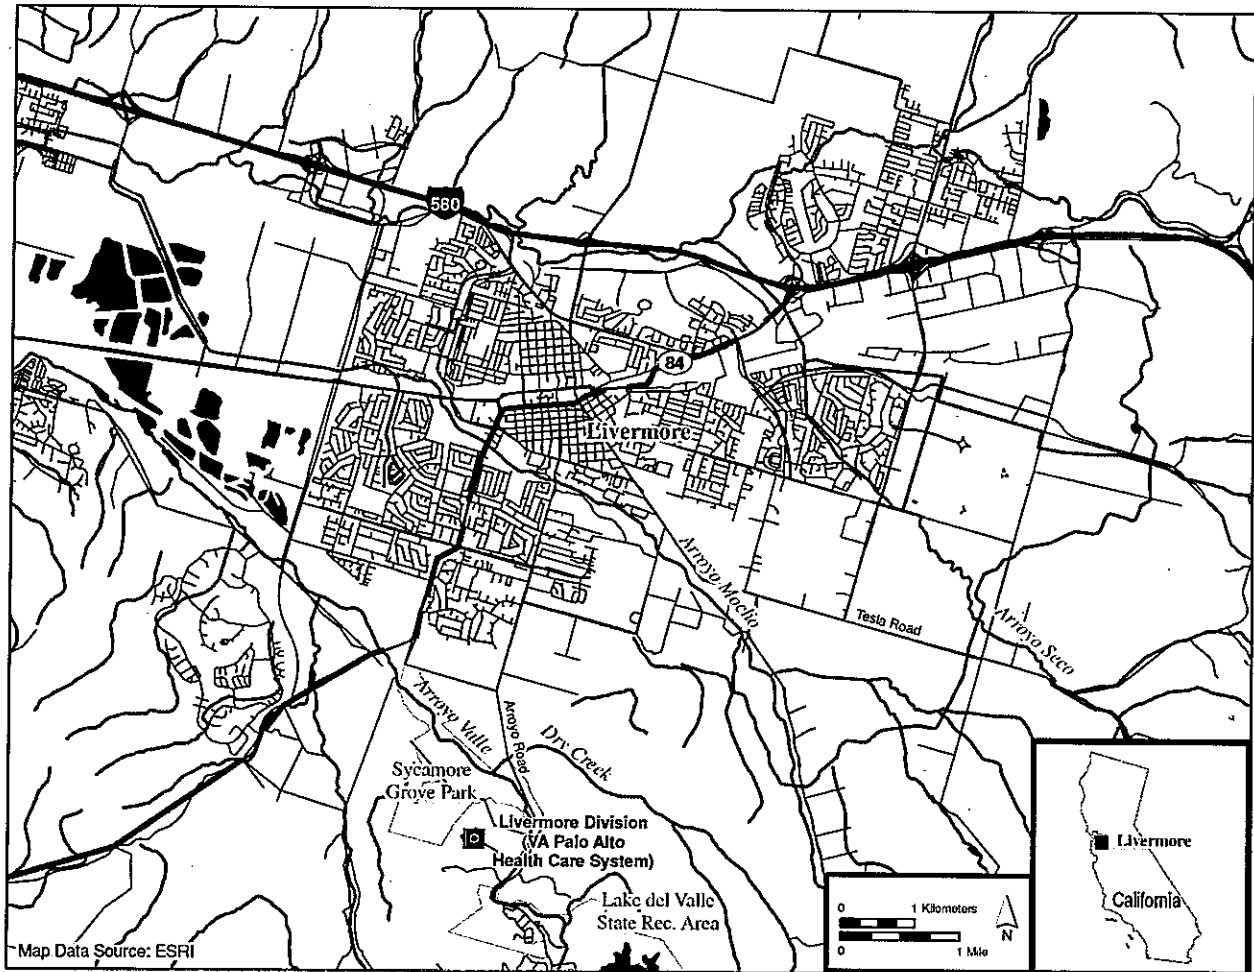 580
84
Livermore
Arroyo Mocho
Tesla Road
Arroyo Seco
Arroyo Valle
Arroyo Road
Dry Creek
Sycamore
Grove Park
Livermore Division
(VA Palo Alto
Health Care System)
Lake del Valle
State Rec. Area
Map Data Source: ESRI
0 1 Kilometers
0 1 Mile
N
Livermore
California